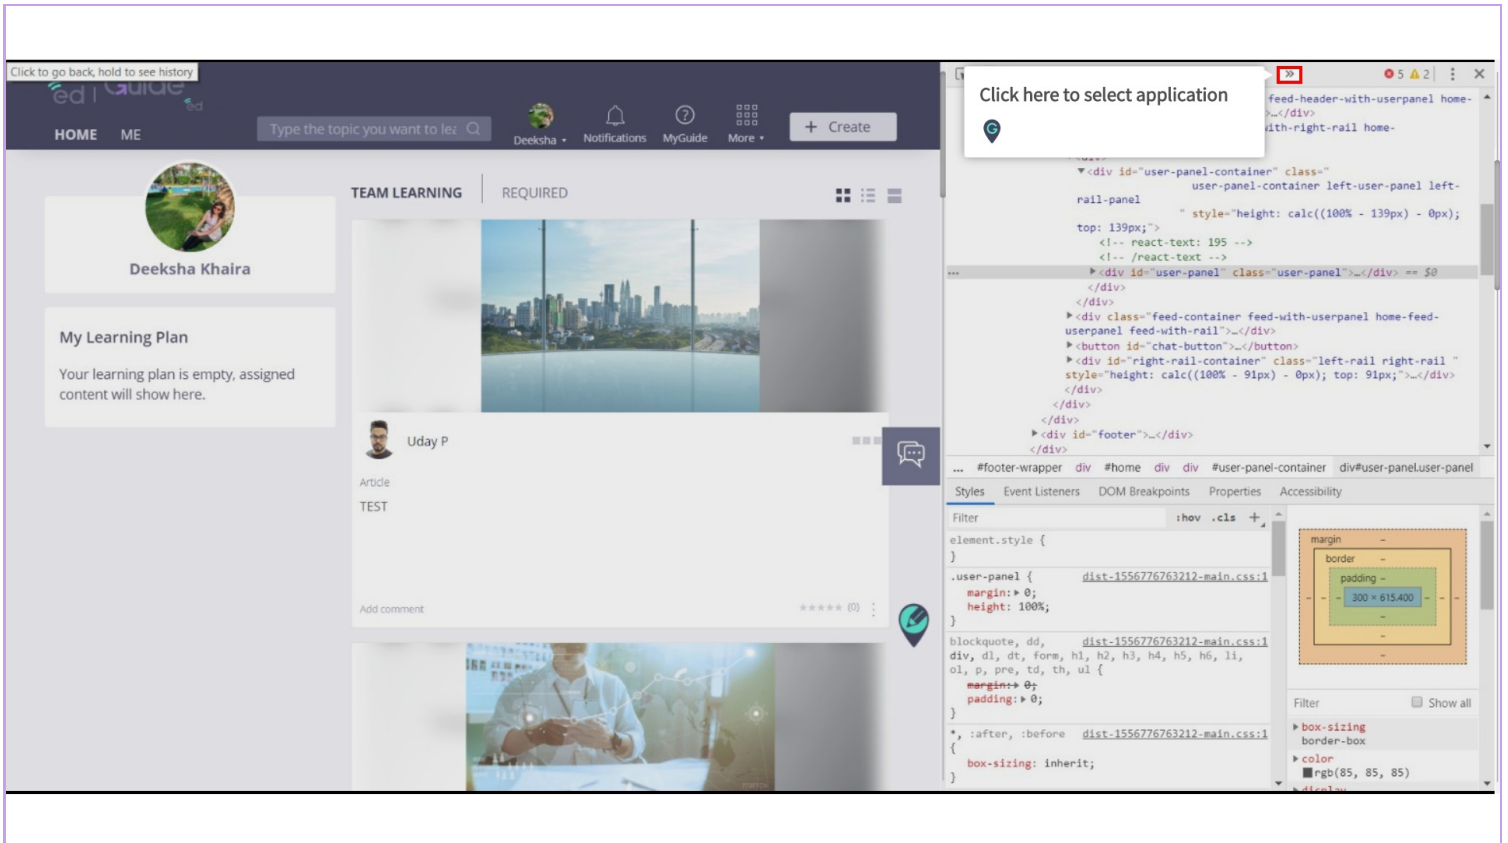 Click to go back, hold to see history
ed | Guide
ed
HOME ME
Type the topic you want to lea
Deeksha
Notifications
MyGuide
More
+ Create
Click here to select application
G
»
5 2
Deeksha Khaira
My Learning Plan
Your learning plan is empty, assigned
content will show here.
TEAM LEARNING
REQUIRED
Uday P
Article
TEST
Add comment
(0)
feed-header-with-userpanel home-
>…</div>
with-right-rail home-
<div id="user-panel-container" class="
user-panel-container left-user-panel left-
rail-panel
" style="height: calc((100% - 139px) - 0px);
top: 139px;">
<!-- react-text: 195 -->
<!-- /react-text -->
<div id="user-panel" class="user-panel">…</div> == $0
</div>
</div>
<div class="feed-container feed-with-userpanel home-feed-
userpanel feed-with-rail">…</div>
<button id="chat-button">…</button>
<div id="right-rail-container" class="left-rail right-rail "
style="height: calc((100% - 91px) - 0px); top: 91px;">…</div>
</div>
</div>
</div>
<div id="footer">…</div>
</div>
... #footer-wrapper div #home div div #user-panel-container div#user-panel.user-panel
Styles Event Listeners DOM Breakpoints Properties Accessibility
Filter :hov .cls +
element.style {
}
.user-panel { dist-1556776763212-main.css:1
margin: 0;
height: 100%;
}
blockquote, dd, dist-1556776763212-main.css:1
div, dl, dt, form, h1, h2, h3, h4, h5, h6, li,
ol, p, pre, td, th, ul {
margin: 0;
padding: 0;
}
*, :after, :before dist-1556776763212-main.css:1
{
box-sizing: inherit;
}
margin –
border –
padding –
– – – 300 × 615.400 – – –
–
–
–
Filter Show all
box-sizing
border-box
color
rgb(85, 85, 85)
display